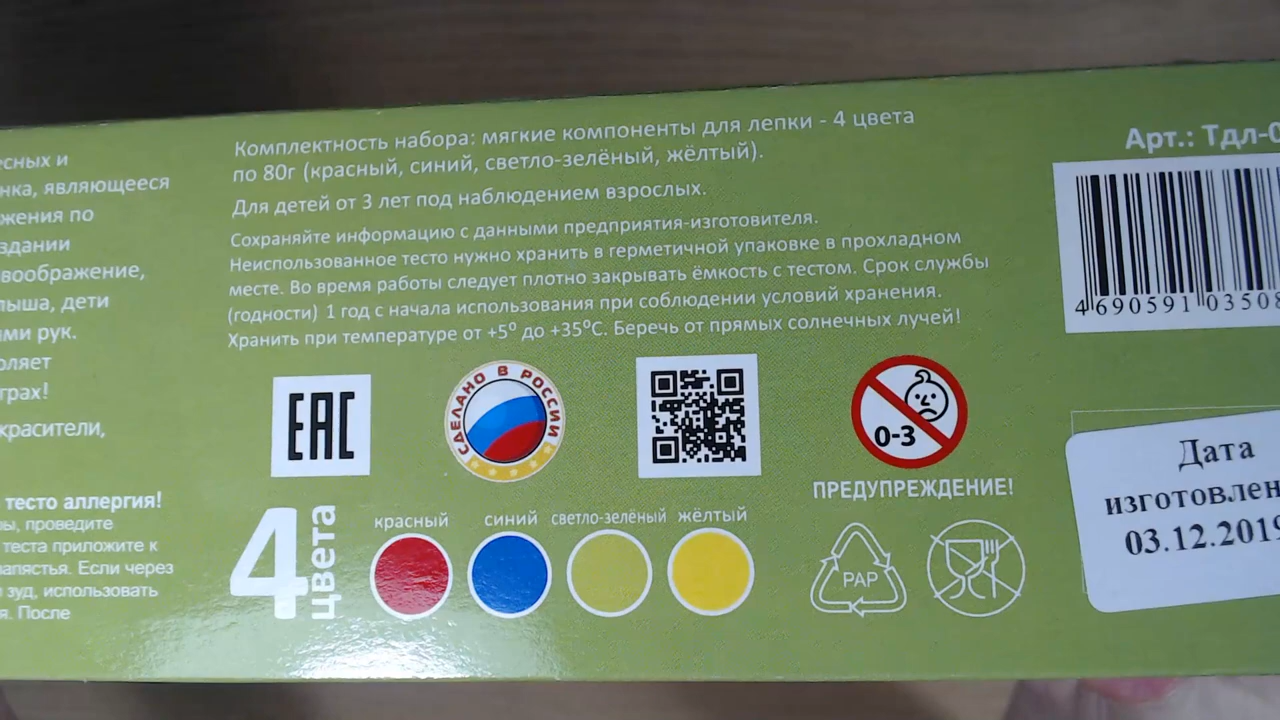 есных и
нка, являющееся
жения по
здании
воображение,
лыша, дети
ми рук.
оляет
грах!
красители,
тесто аллергия!
ры, проведите
теста приложите к
апястья. Если через
зуд, использовать
я. После
Комплектность набора: мягкие компоненты для лепки - 4 цвета
по 80г (красный, синий, светло-зелёный, жёлтый).
Для детей от 3 лет под наблюдением взрослых.
Сохраняйте информацию с данными предприятия-изготовителя.
Неиспользованное тесто нужно хранить в герметичной упаковке в прохладном
месте. Во время работы следует плотно закрывать ёмкость с тестом. Срок службы
(годности) 1 год с начала использования при соблюдении условий хранения.
Хранить при температуре от +5⁰ до +35⁰С. Беречь от прямых солнечных лучей!
ЕАС
СДЕЛАНО В РОССИИ
0-3
ПРЕДУПРЕЖДЕНИЕ!
4 цвета
красный синий светло-зелёный жёлтый
PAP
Арт.: Тдл-0
4 690591 03508
Дата
изготовлен
03.12.2019